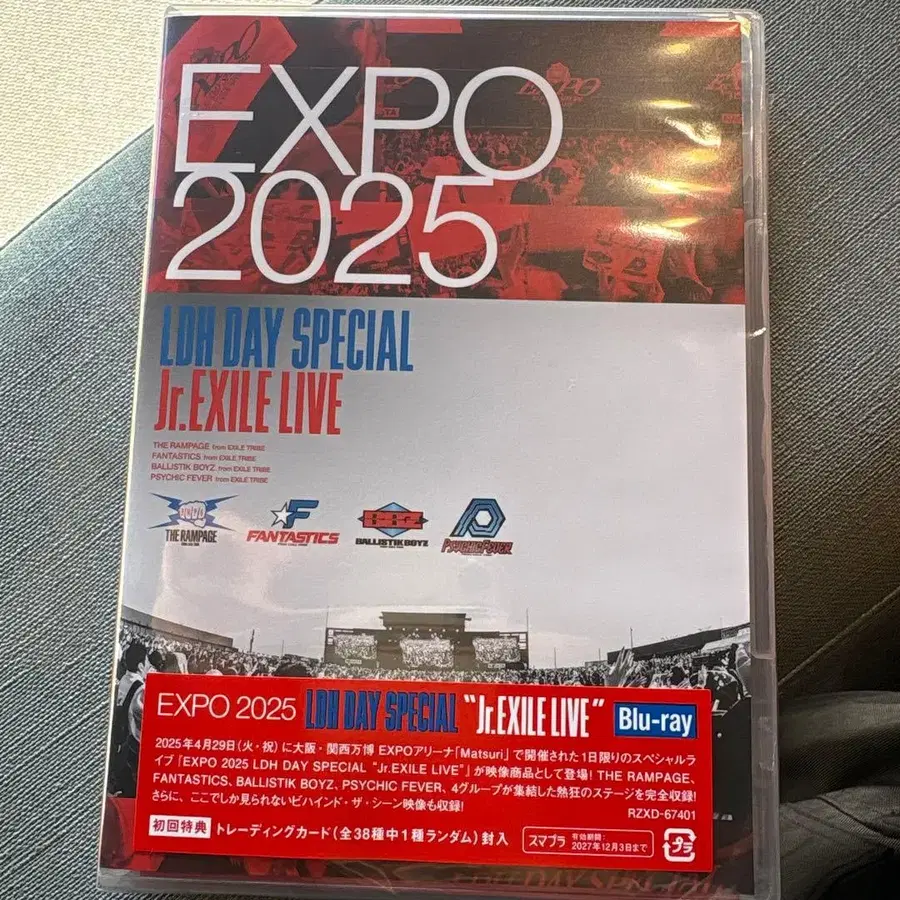 EXPO
2025
LDH DAY SPECIAL
Jr.EXILE LIVE
THE RAMPAGE from EXILE TRIBE
FANTASTICS from EXILE TRIBE
BALLISTIK BOYZ from EXILE TRIBE
PSYCHIC FEVER from EXILE TRIBE
THE RAMPAGE
FANTASTICS
BBZ
BALLISTIK BOYZ
PSYCHIC FEVER
EXPO 2025 LDH DAY SPECIAL "Jr.EXILE LIVE" Blu-ray
2025年4月29日(火・祝)に大阪・関西万博 EXPOアリーナ「Matsuri」で開催された1日限りのスペシャルラ
イブ「EXPO 2025 LDH DAY SPECIAL "Jr.EXILE LIVE"」が映像商品として登場! THE RAMPAGE、
FANTASTICS、BALLISTIK BOYZ、PSYCHIC FEVER、4グループが集結した熱狂のステージを完全収録!
さらに、ここでしか見られないビハインド・ザ・シーン映像も収録!
RZXD-67401
初回特典 トレーディングカード(全38種中1種ランダム)封入
スマプラ 有効期限:
2027年12月3日まで
プラ